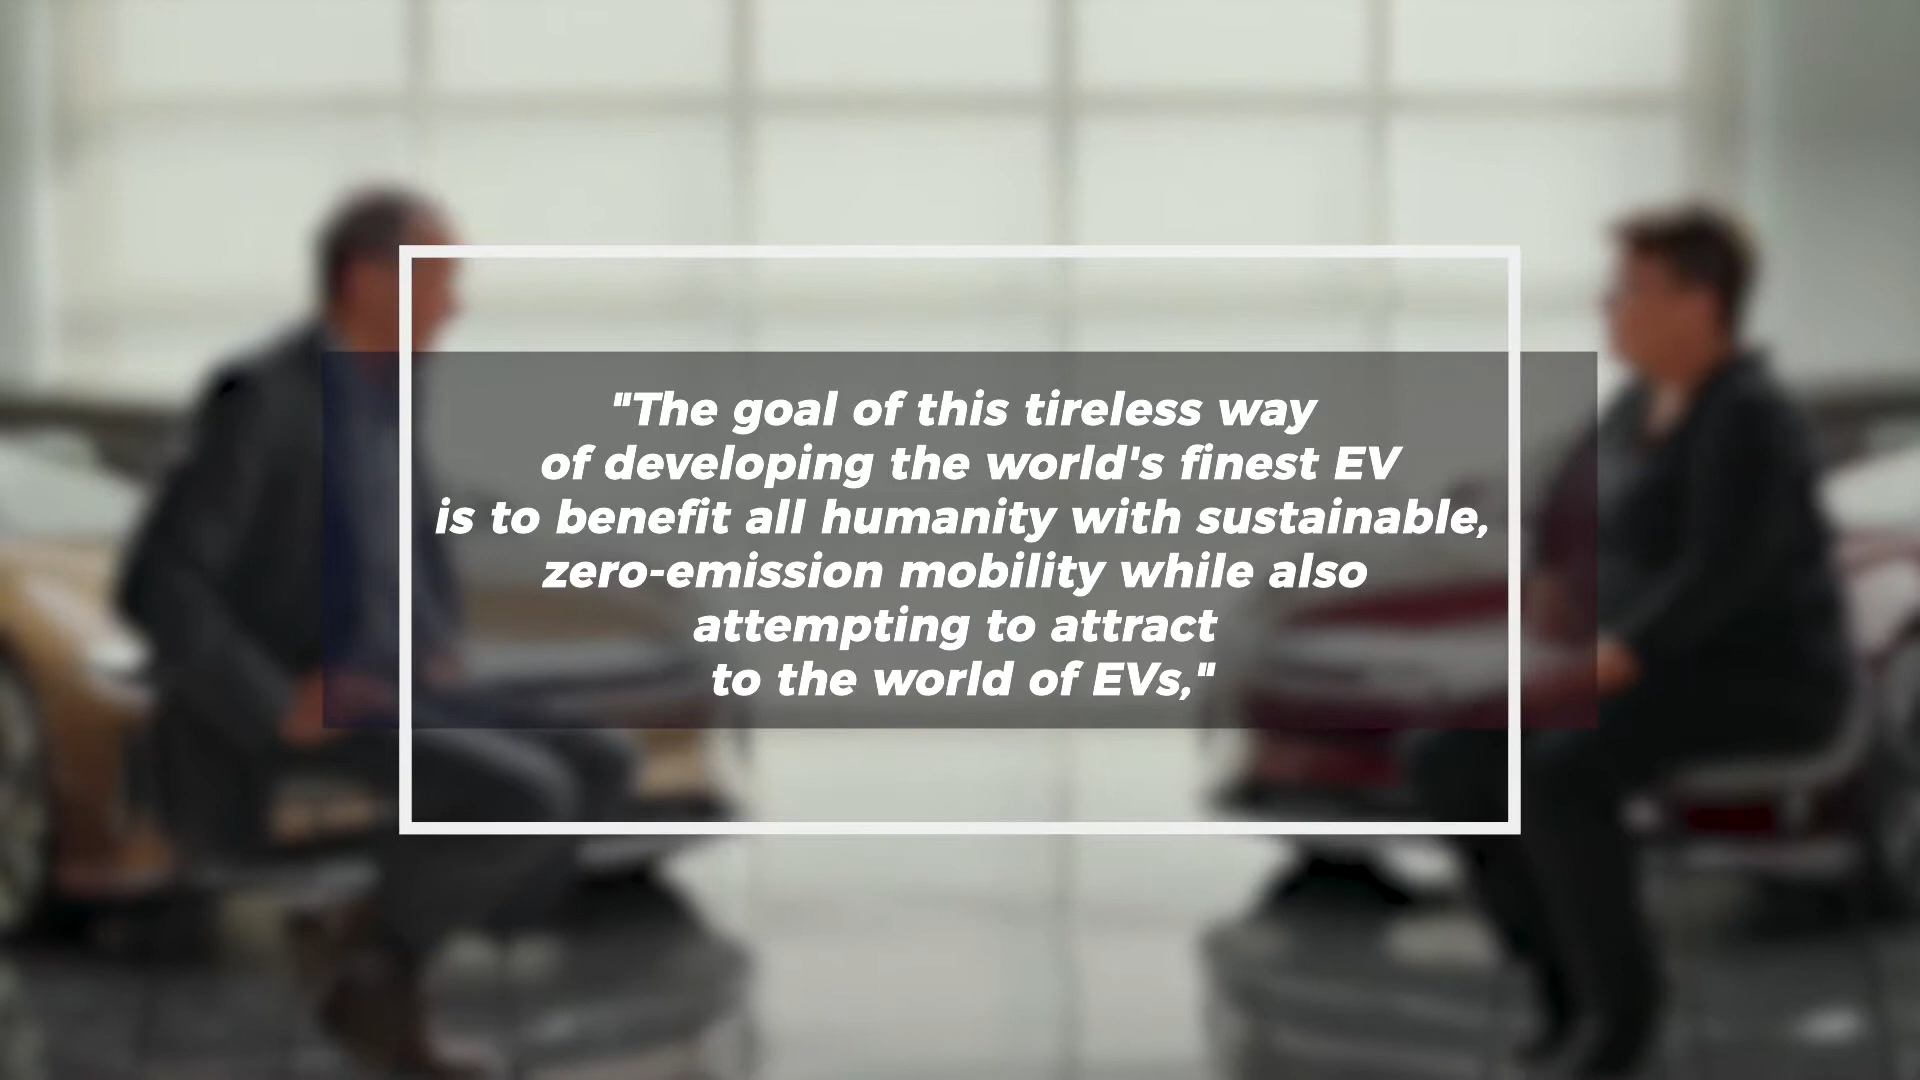 "The goal of this tireless way
of developing the world's finest EV
is to benefit all humanity with sustainable,
zero-emission mobility while also
attempting to attract
to the world of EVs,"